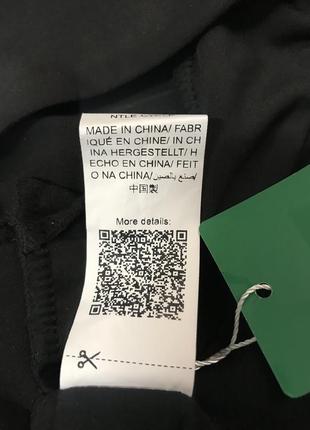 MADE IN CHINA/ FABR
IQUÉ EN CHINE/ IN CH
INA HERGESTELLT/ H
ECHO EN CHINA/ FEIT
O NA CHINA/صنع بالصين/
中国製
More details: